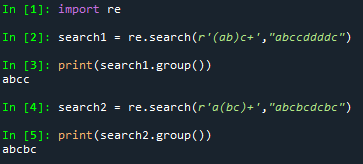 In [1]: import re
In [2]: search1 = re.search(r'(ab)c+',"abccddddc")
In [3]: print(search1.group())
abcc
In [4]: search2 = re.search(r'a(bc)+',"abcbcdcbc")
In [5]: print(search2.group())
abcbc